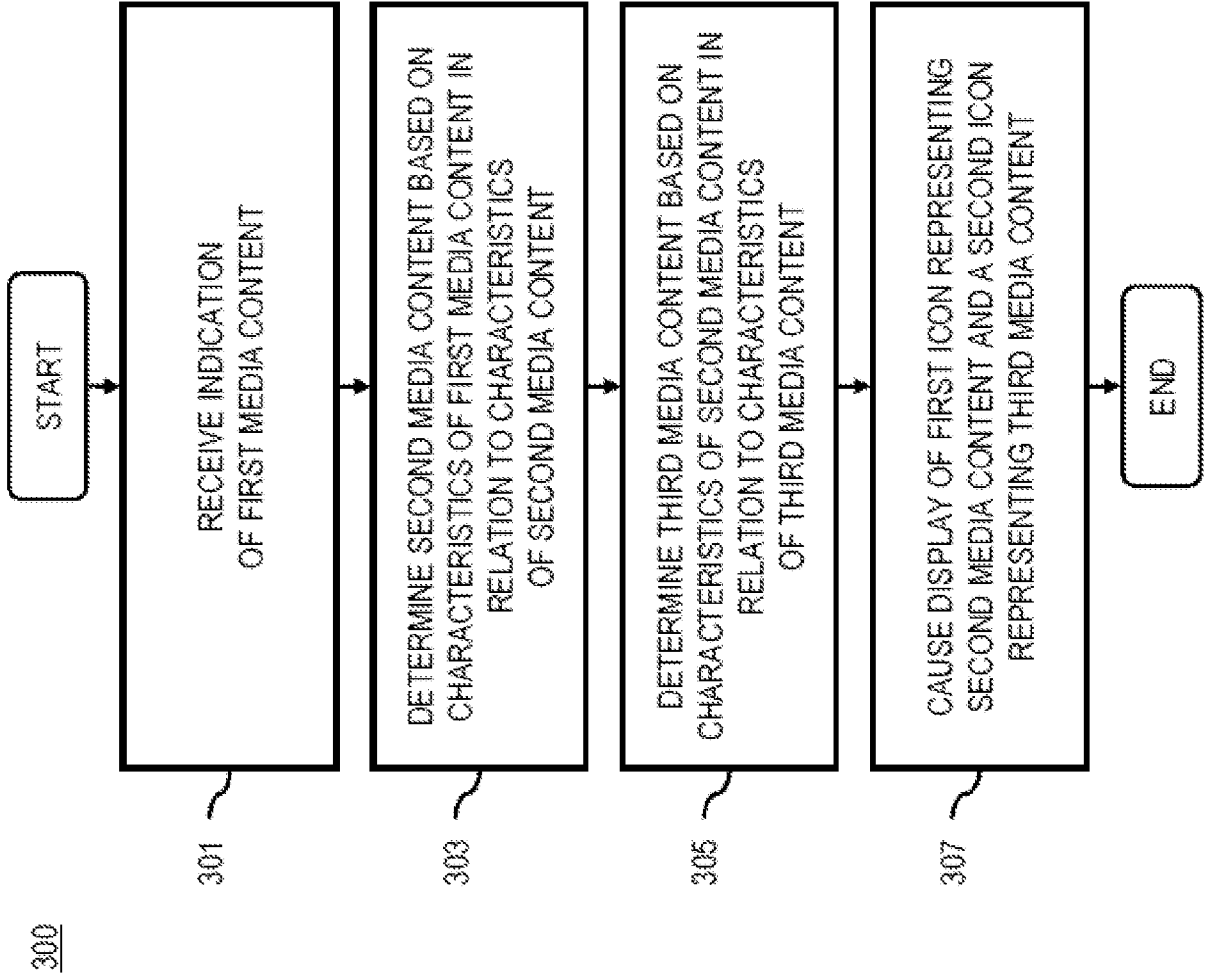 300
START
301
RECEIVE INDICATION
OF FIRST MEDIA CONTENT
303
DETERMINE SECOND MEDIA CONTENT BASED ON
CHARACTERISTICS OF FIRST MEDIA CONTENT IN
RELATION TO CHARACTERISTICS
OF SECOND MEDIA CONTENT
305
DETERMINE THIRD MEDIA CONTENT BASED ON
CHARACTERISTICS OF SECOND MEDIA CONTENT IN
RELATION TO CHARACTERISTICS
OF THIRD MEDIA CONTENT
307
CAUSE DISPLAY OF FIRST ICON REPRESENTING
SECOND MEDIA CONTENT AND A SECOND ICON
REPRESENTING THIRD MEDIA CONTENT
END